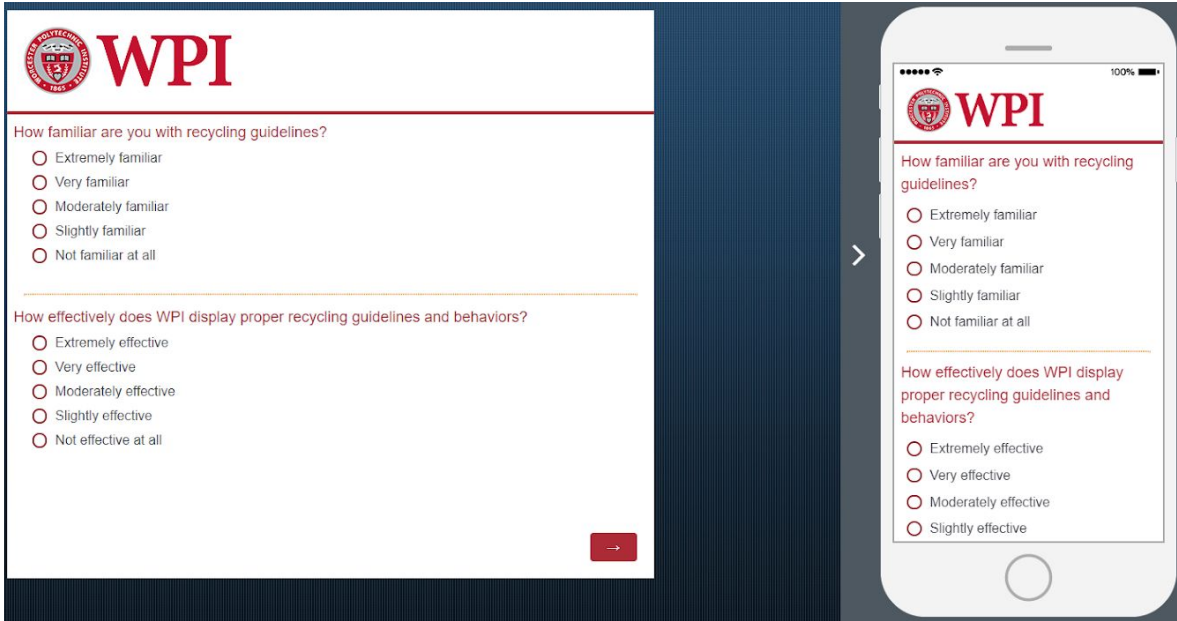 WORCESTER POLYTECHNIC INSTITUTE
1865
WPI
How familiar are you with recycling guidelines?
Extremely familiar
Very familiar
Moderately familiar
Slightly familiar
Not familiar at all
How effectively does WPI display proper recycling guidelines and behaviors?
Extremely effective
Very effective
Moderately effective
Slightly effective
Not effective at all
→
100%
WPI
How familiar are you with recycling
guidelines?
Extremely familiar
Very familiar
Moderately familiar
Slightly familiar
Not familiar at all
How effectively does WPI display
proper recycling guidelines and
behaviors?
Extremely effective
Very effective
Moderately effective
Slightly effective